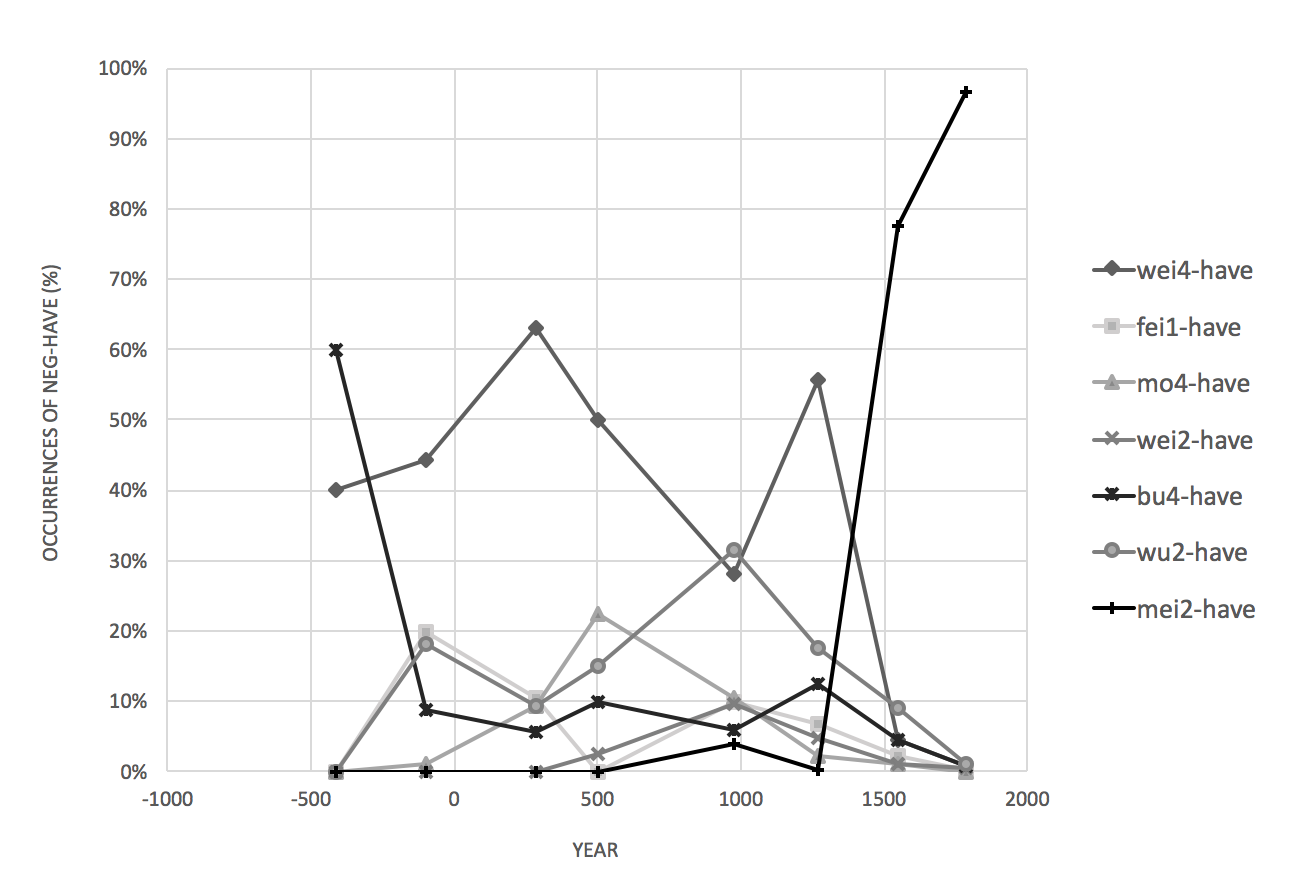 100%
90%
80%
70%
60%
50%
40%
30%
20%
10%
0%
-1000
-500
0
500
1000
1500
2000
OCCURRENCES OF NEG-HAVE (%)
YEAR
wei4-have
fei1-have
mo4-have
wei2-have
bu4-have
wu2-have
mei2-have